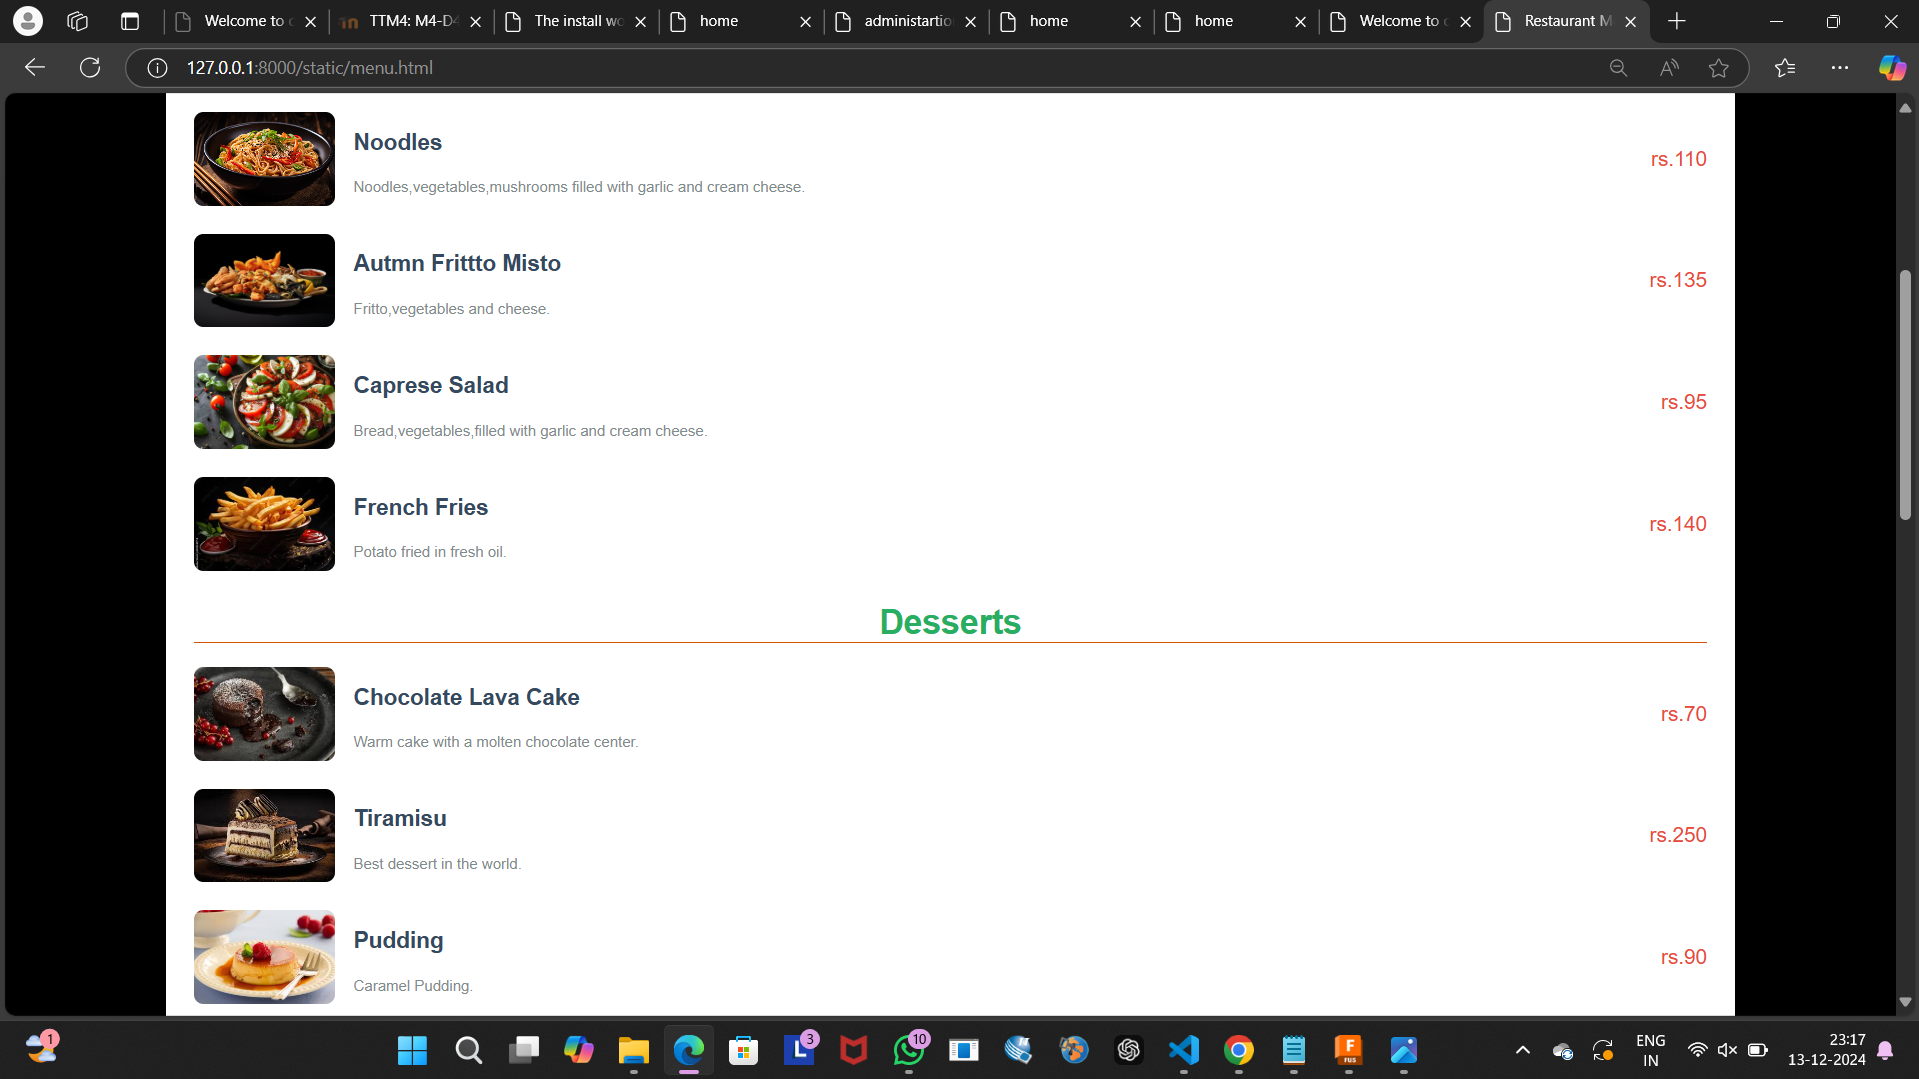 Welcome to
TTM4: M4-D4
The install wo
home
administartio
home
home
Welcome to
Restaurant M
127.0.0.1:8000/static/menu.html
Noodles
rs.110
Noodles,vegetables,mushrooms filled with garlic and cream cheese.
Autmn Frittto Misto
rs.135
Fritto,vegetables and cheese.
Caprese Salad
rs.95
Bread,vegetables,filled with garlic and cream cheese.
French Fries
rs.140
Potato fried in fresh oil.
Desserts
Chocolate Lava Cake
rs.70
Warm cake with a molten chocolate center.
Tiramisu
rs.250
Best dessert in the world.
Pudding
rs.90
Caramel Pudding.
1
L
3
10
F
FUS
ENG
IN
23:17
13-12-2024